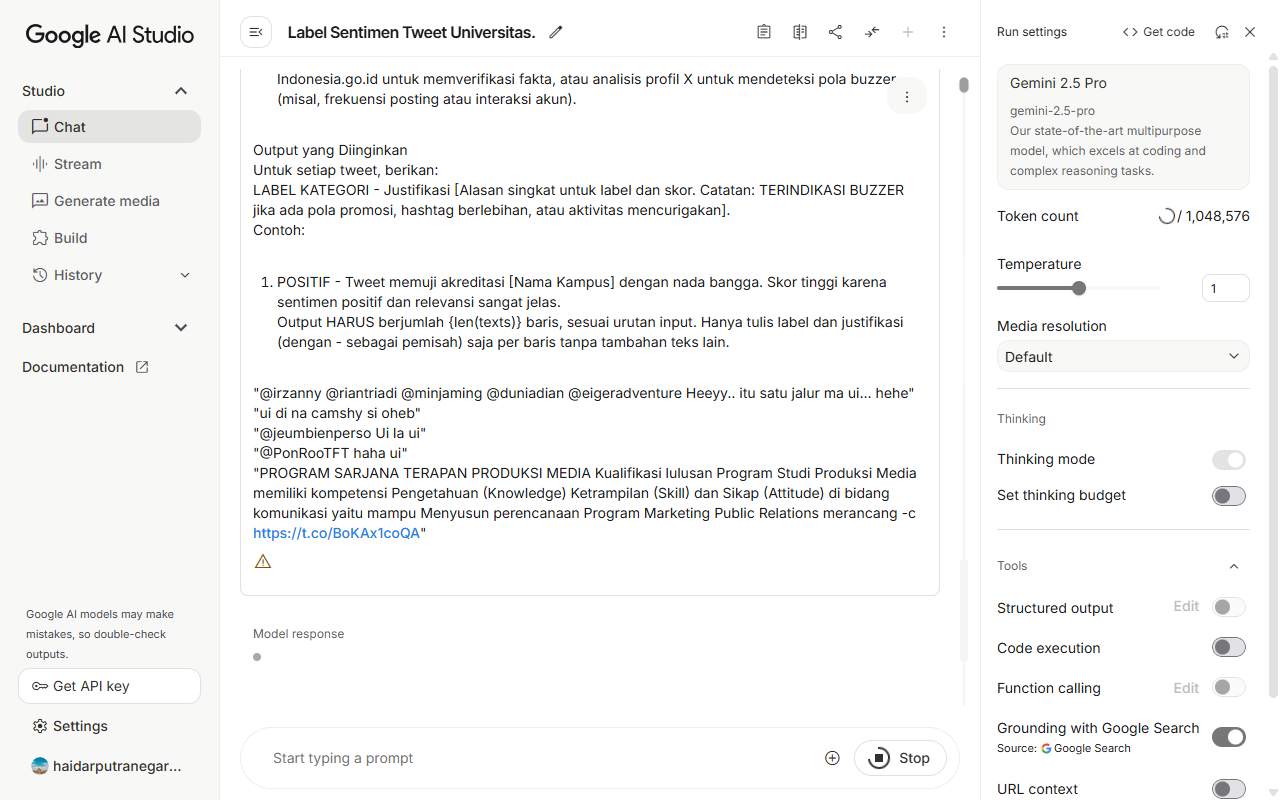 Google AI Studio
Studio
Chat
Stream
Generate media
Build
History
Dashboard
Documentation
Google AI models may make
mistakes, so double-check
outputs.
Get API key
Settings
haidarputranegar...
Label Sentimen Tweet Universitas.
Indonesia.go.id untuk memverifikasi fakta, atau analisis profil X untuk mendeteksi pola buzzer
(misal, frekuensi posting atau interaksi akun).
Output yang Diinginkan
Untuk setiap tweet, berikan:
LABEL KATEGORI - Justifikasi [Alasan singkat untuk label dan skor. Catatan: TERINDIKASI BUZZER
jika ada pola promosi, hashtag berlebihan, atau aktivitas mencurigakan].
Contoh:
1. POSITIF - Tweet memuji akreditasi [Nama Kampus] dengan nada bangga. Skor tinggi karena
sentimen positif dan relevansi sangat jelas.
Output HARUS berjumlah {len(texts)} baris, sesuai urutan input. Hanya tulis label dan justifikasi
(dengan - sebagai pemisah) saja per baris tanpa tambahan teks lain.
"@irzanny @riantriadi @minjaming @duniadian @eigeradventure Heeyy.. itu satu jalur ma ui... hehe"
"ui di na camshy si oheb"
"@jeumbienperso Ui la ui"
"@PonRooTFT haha ui"
"PROGRAM SARJANA TERAPAN PRODUKSI MEDIA Kualifikasi lulusan Program Studi Produksi Media
memiliki kompetensi Pengetahuan (Knowledge) Ketrampilan (Skill) dan Sikap (Attitude) di bidang
komunikasi yaitu mampu Menyusun perencanaan Program Marketing Public Relations merancang -c
https://t.co/BoKAx1coQA"
Model response
Start typing a prompt
Stop
Run settings
Get code
Gemini 2.5 Pro
gemini-2.5-pro
Our state-of-the-art multipurpose
model, which excels at coding and
complex reasoning tasks.
Token count
/ 1,048,576
Temperature
1
Media resolution
Default
Thinking
Thinking mode
Set thinking budget
Tools
Structured output Edit
Code execution
Function calling Edit
Grounding with Google Search
Source: Google Search
URL context